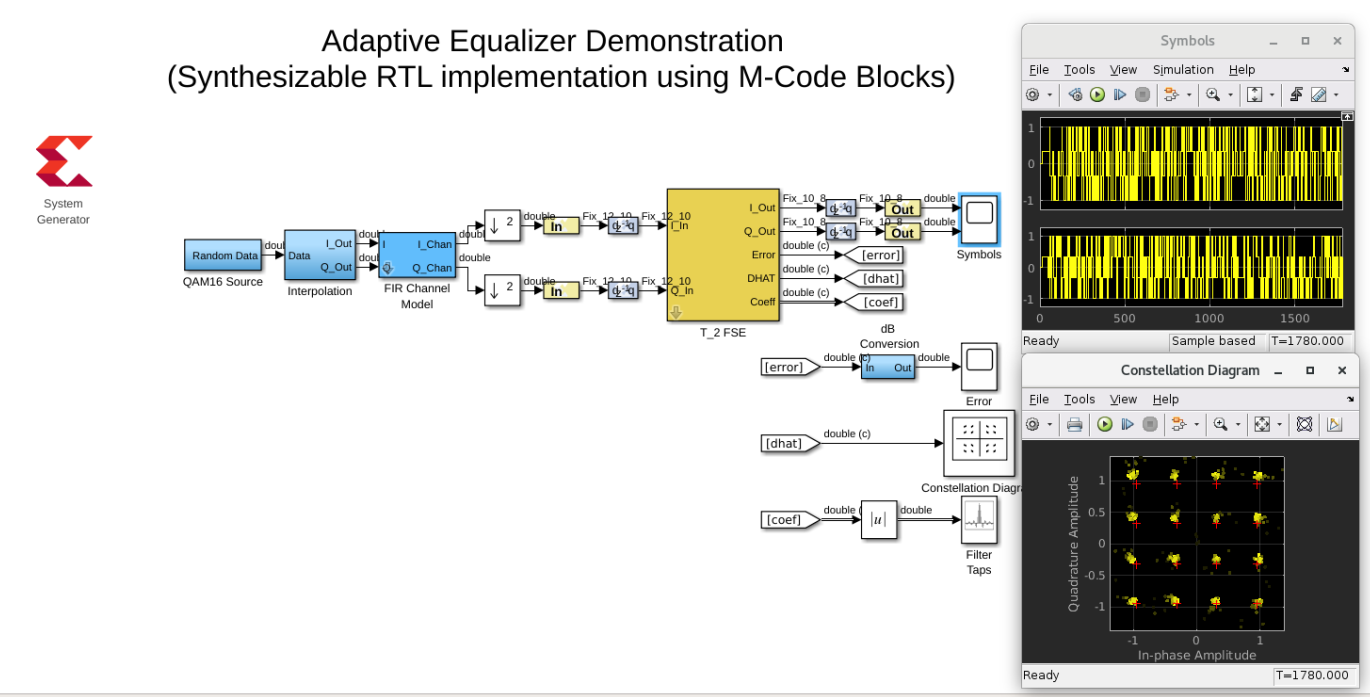 Adaptive Equalizer Demonstration
(Synthesizable RTL implementation using M-Code Blocks)
System
Generator
Random Data
QAM16 Source
Data
I_Out
Q_Out
Interpolation
I
I_Chan
Q_Chan
FIR Channel
Model
double
2
double
In
Fix_12_10
Fix_12_10
double
2
double
In
Fix_12_10
Fix_12_10
I_In
Q_In
I_Out
Q_Out
Error
DHAT
Coeff
T_2 FSE
Fix_10_8
Fix_10_8
double
Out
Fix_10_8
Fix_10_8
double
Out
double (c)
[error]
double (c)
[dhat]
double (c)
[coef]
Symbols
dB
Conversion
[error]
double (c)
In
Out
double
Error
[dhat]
double (c)
Constellation Diagr
[coef]
double (
|u|
double
Filter
Taps
Symbols
File Tools View Simulation Help
1
0
-1
1
0
-1
0 500 1000 1500
Ready
Sample based
T=1780.000
Constellation Diagram
File Tools View Help
Quadrature Amplitude
1
0.5
0
-0.5
-1
-1 0 1
In-phase Amplitude
Ready
T=1780.000